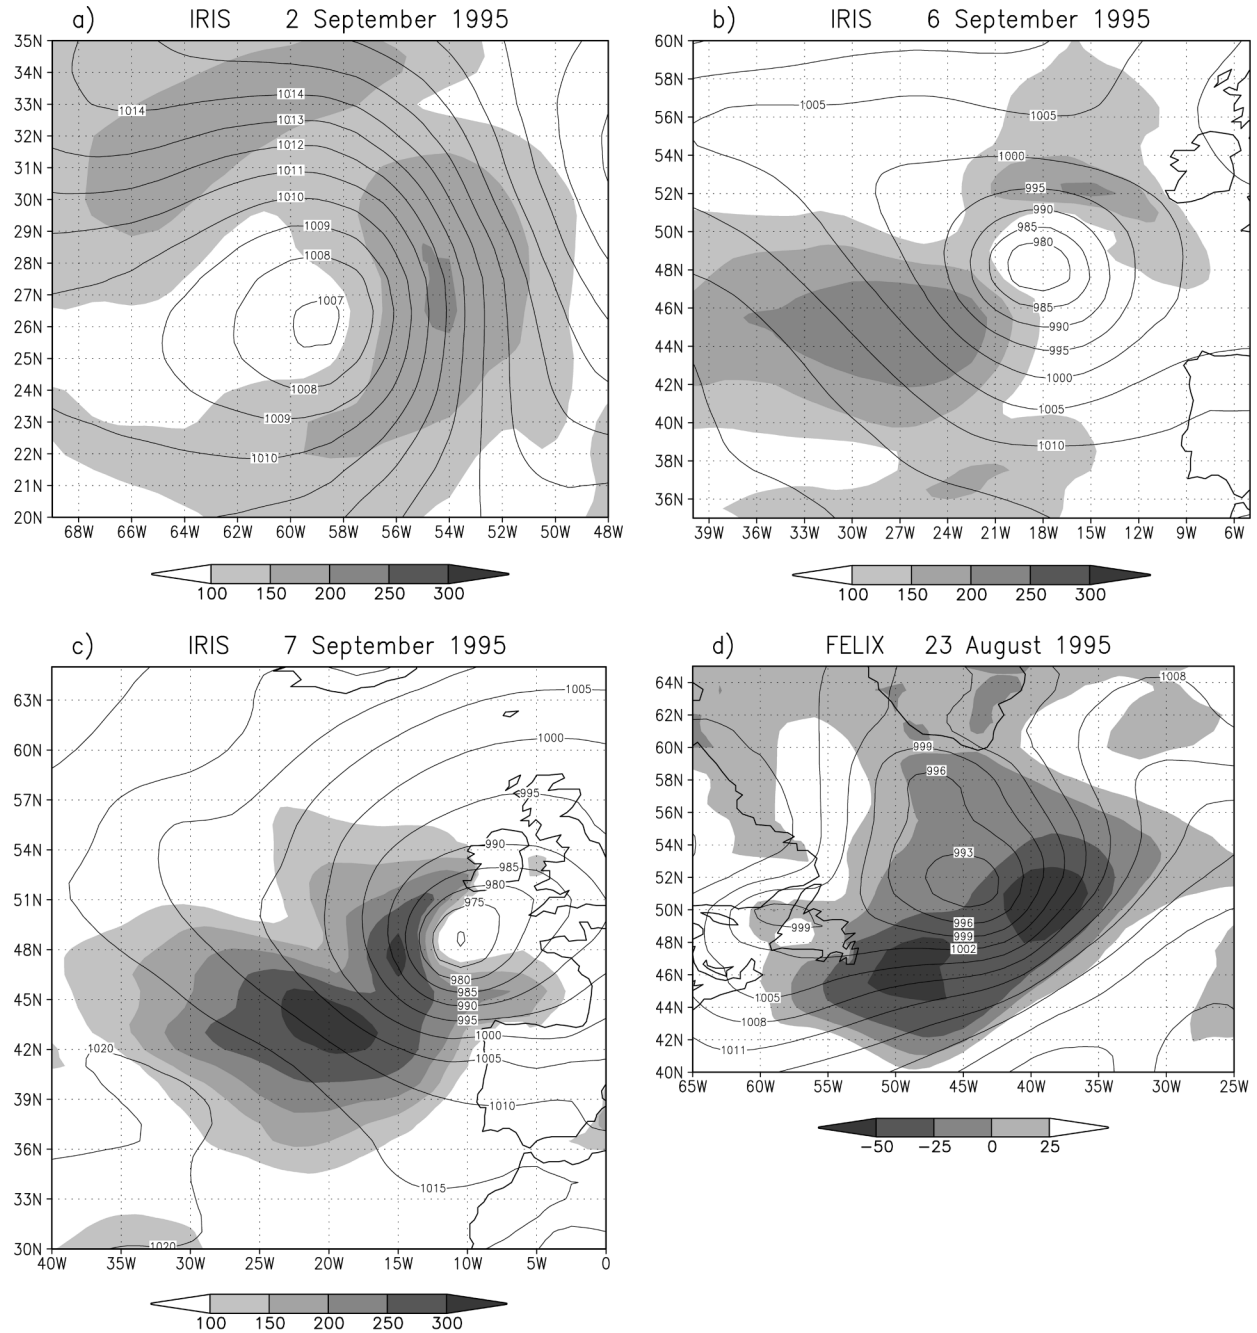 a) IRIS 2 September 1995
35N
34N
33N
32N
31N
30N
29N
28N
27N
26N
25N
24N
23N
22N
21N
20N
1014
1014
1013
1012
1011
1010
1009
1008
1007
1008
1009
1010
68W 66W 64W 62W 60W 58W 56W 54W 52W 50W 48W
100 150 200 250 300
b) IRIS 6 September 1995
60N
58N
56N
54N
52N
50N
48N
46N
44N
42N
40N
38N
36N
1005
1005
1000
995
990
985
980
985
990
995
1000
1005
1010
39W 36W 33W 30W 27W 24W 21W 18W 15W 12W 9W 6W
100 150 200 250 300
c) IRIS 7 September 1995
63N
60N
57N
54N
51N
48N
45N
42N
39N
36N
33N
30N
1005
1000
995
990
985
980
975
980
985
990
995
1000
1005
1020
1010
1015
1020
40W 35W 30W 25W 20W 15W 10W 5W 0
100 150 200 250 300
d) FELIX 23 August 1995
64N
62N
60N
58N
56N
54N
52N
50N
48N
46N
44N
42N
40N
1008
999
996
993
996
999
999
1002
1005
1008
1011
65W 60W 55W 50W 45W 40W 35W 30W 25W
-50 -25 0 25